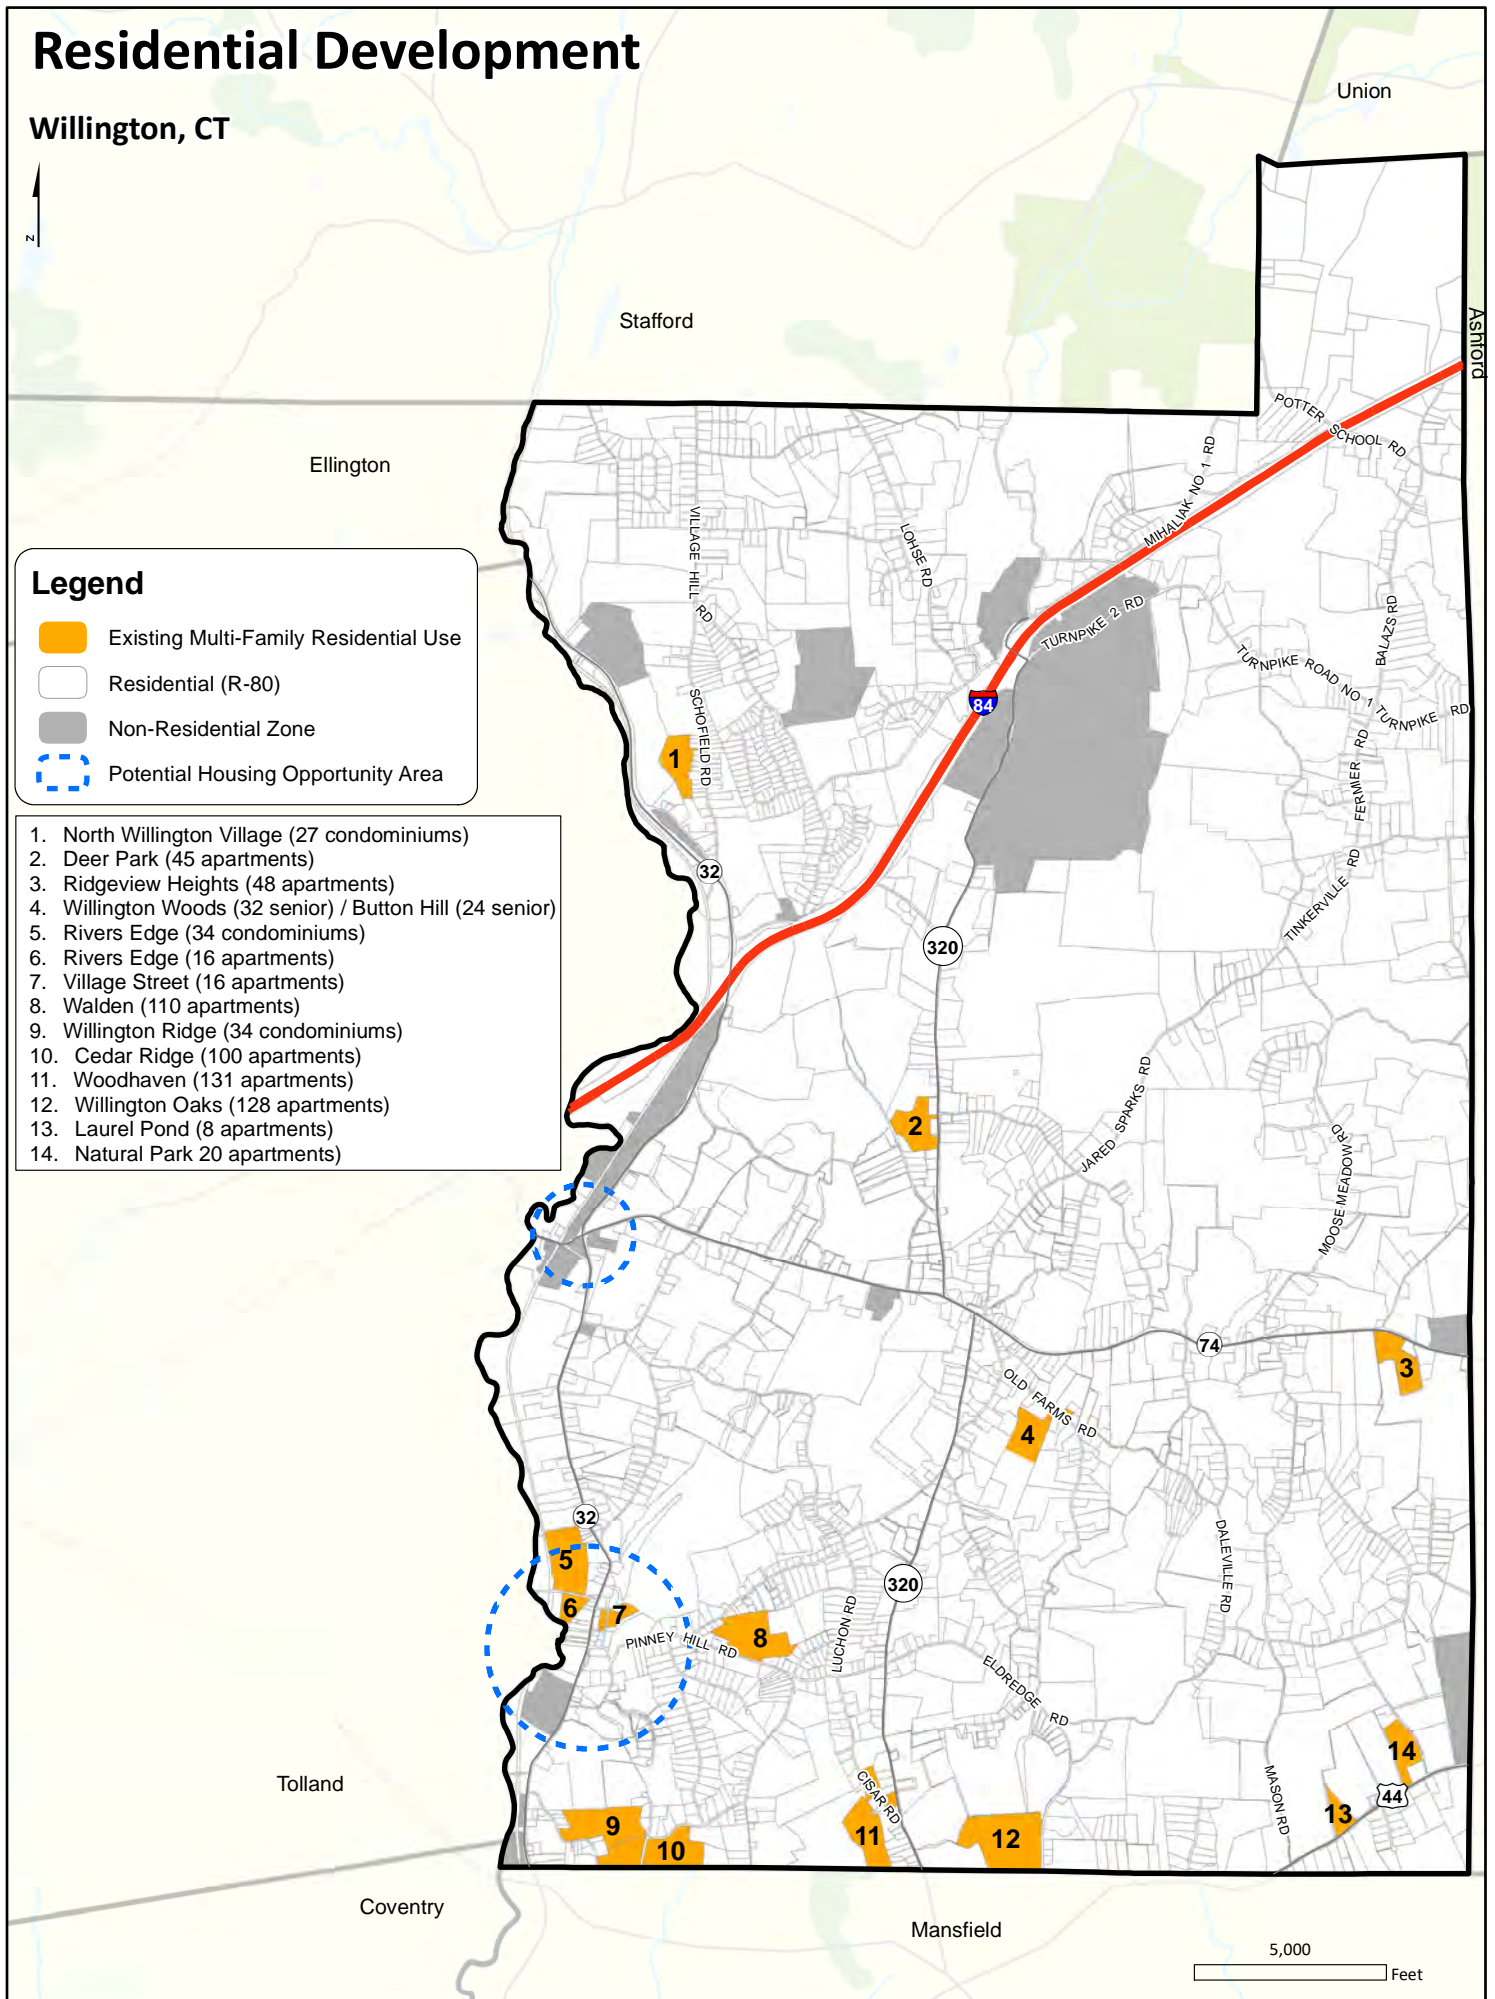 Residential Development
Willington, CT
N
Union
Stafford
Ashford
Ellington
POTTER SCHOOL RD
MIHALIAK NO 1 RD
VILLAGE HILL RD
LOHSE RD
TURNPIKE 2 RD
BALAZS RD
TURNPIKE ROAD NO 1
TURNPIKE RD
SCHOFIELD RD
84
FERMIER RD
Legend
Existing Multi-Family Residential Use
Residential (R-80)
Non-Residential Zone
Potential Housing Opportunity Area
1. North Willington Village (27 condominiums)
2. Deer Park (45 apartments)
3. Ridgeview Heights (48 apartments)
4. Willington Woods (32 senior) / Button Hill (24 senior)
5. Rivers Edge (34 condominiums)
6. Rivers Edge (16 apartments)
7. Village Street (16 apartments)
8. Walden (110 apartments)
9. Willington Ridge (34 condominiums)
10. Cedar Ridge (100 apartments)
11. Woodhaven (131 apartments)
12. Willington Oaks (128 apartments)
13. Laurel Pond (8 apartments)
14. Natural Park 20 apartments)
1
32
TINKERVILLE RD
320
JARED SPARKS RD
2
MOOSE MEADOW RD
74
3
OLD FARMS RD
4
32
5
DALEVILLE RD
320
6
7
LUCHON RD
PINNEY HILL RD
8
ELDREDGE RD
14
Tolland
CISAR RD
MASON RD
44
13
9
11
12
10
Coventry
Mansfield
5,000
Feet